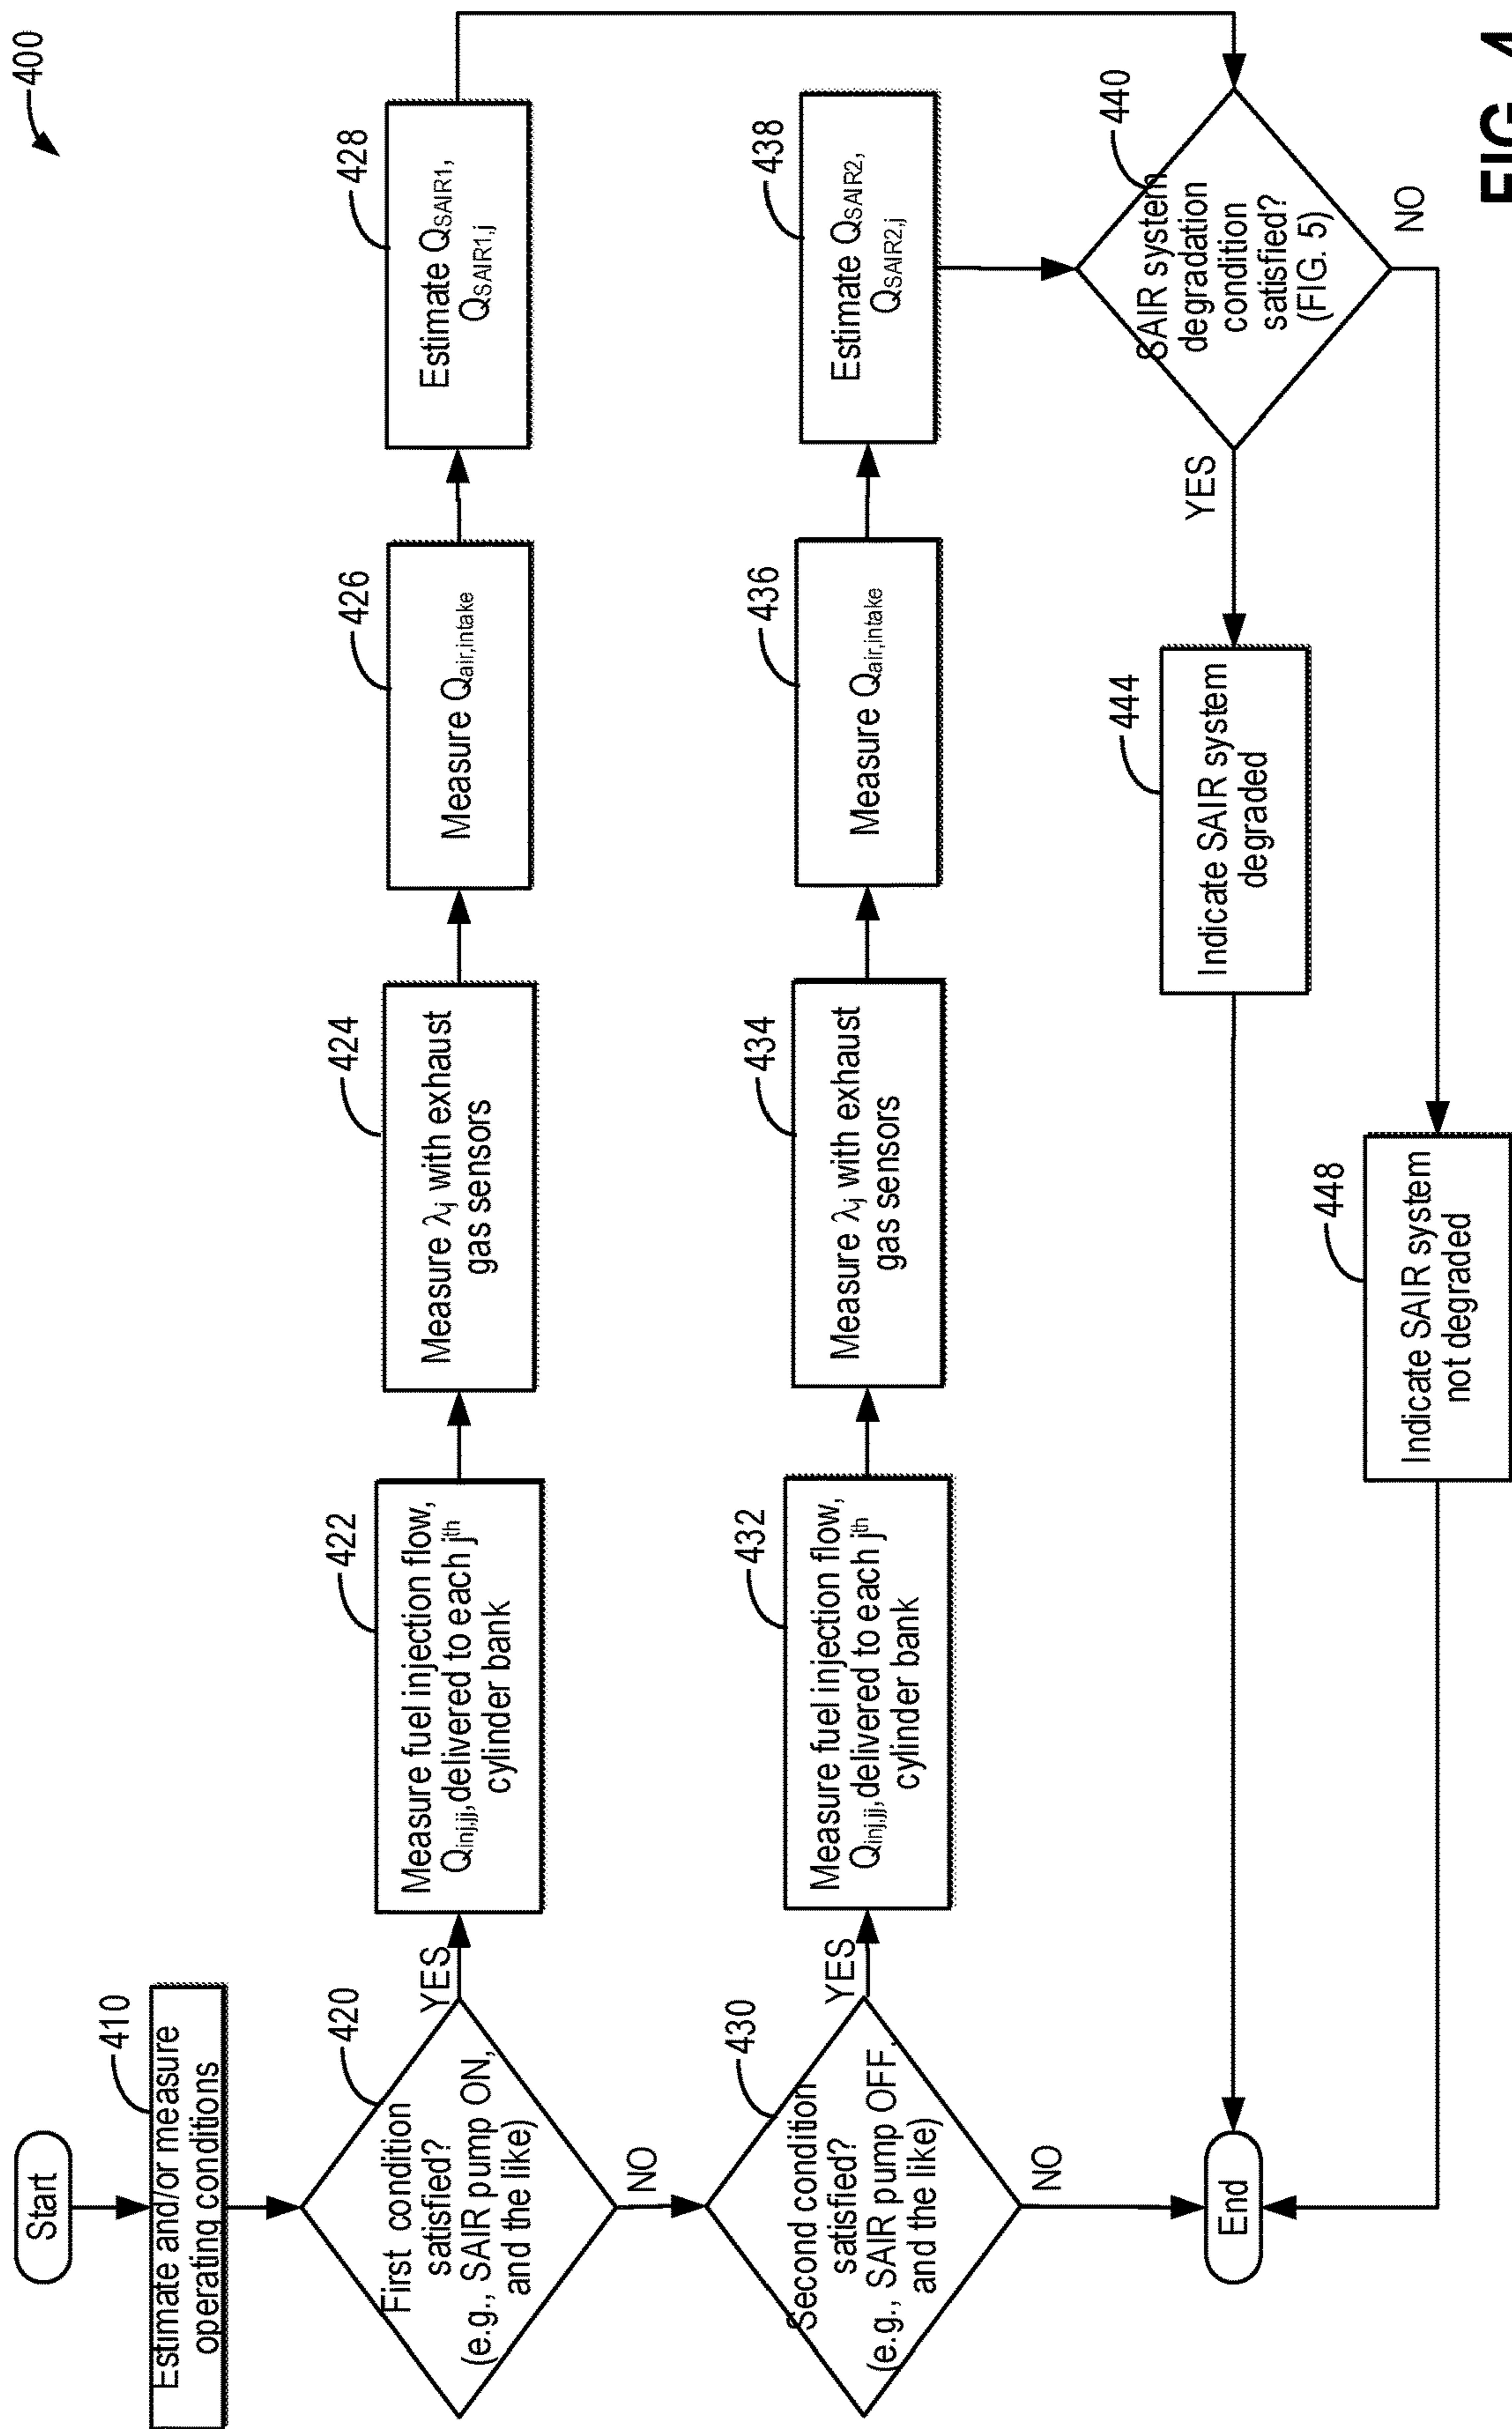 400
Start
410
Estimate and/or measure
operating conditions
420
First condition
satisfied?
(e.g., SAIR pump ON,
and the like)
YES
NO
422
Measure fuel injection flow,
Qinj,jj, delivered to each jth
cylinder bank
424
Measure λj with exhaust
gas sensors
426
Measure Qair,intake
428
Estimate QSAIR1,
QSAIR1,j
430
Second condition
satisfied?
(e.g., SAIR pump OFF,
and the like)
YES
NO
432
Measure fuel injection flow,
Qinj,jj, delivered to each jth
cylinder bank
434
Measure λj with exhaust
gas sensors
436
Measure Qair,intake
438
Estimate QSAIR2,
QSAIR2,j
440
SAIR system
degradation
condition
satisfied?
(FIG. 5)
YES
NO
444
Indicate SAIR system
degraded
448
Indicate SAIR system
not degraded
End
FIG. 4